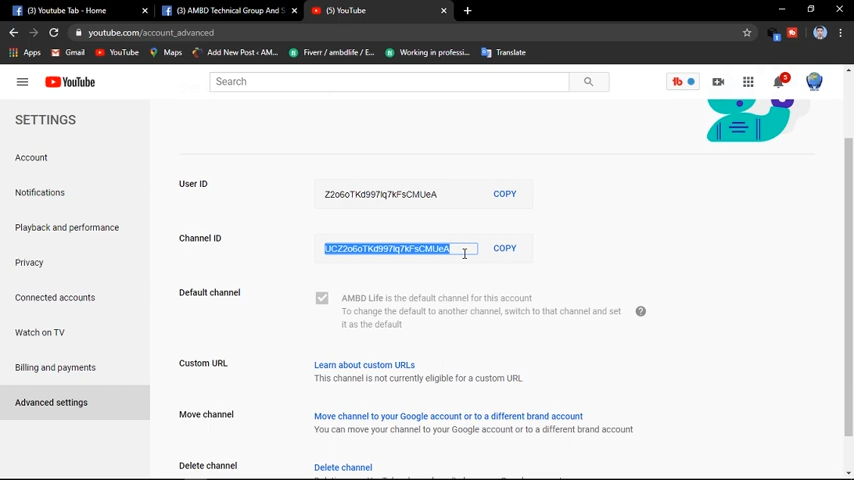 (3) Youtube Tab - Home
(3) AMBD Technical Group And S
(5) YouTube
youtube.com/account_advanced
Apps
Gmail
YouTube
Maps
Add New Post ‹ AM...
Fiverr / ambdlife / E...
Working in professi...
Translate
YouTube
Search
5
SETTINGS
Account
Notifications
Playback and performance
Privacy
Connected accounts
Watch on TV
Billing and payments
Advanced settings
User ID
Z2o6oTKd997lq7kFsCMUeA
COPY
Channel ID
UCZ2o6oTKd997lq7kFsCMUeA
COPY
Default channel
AMBD Life is the default channel for this account
To change the default to another channel, switch to that channel and set
it as the default
Custom URL
Learn about custom URLs
This channel is not currently eligible for a custom URL
Move channel
Move channel to your Google account or to a different brand account
You can move your channel to your Google account or to a different brand account
Delete channel
Delete channel